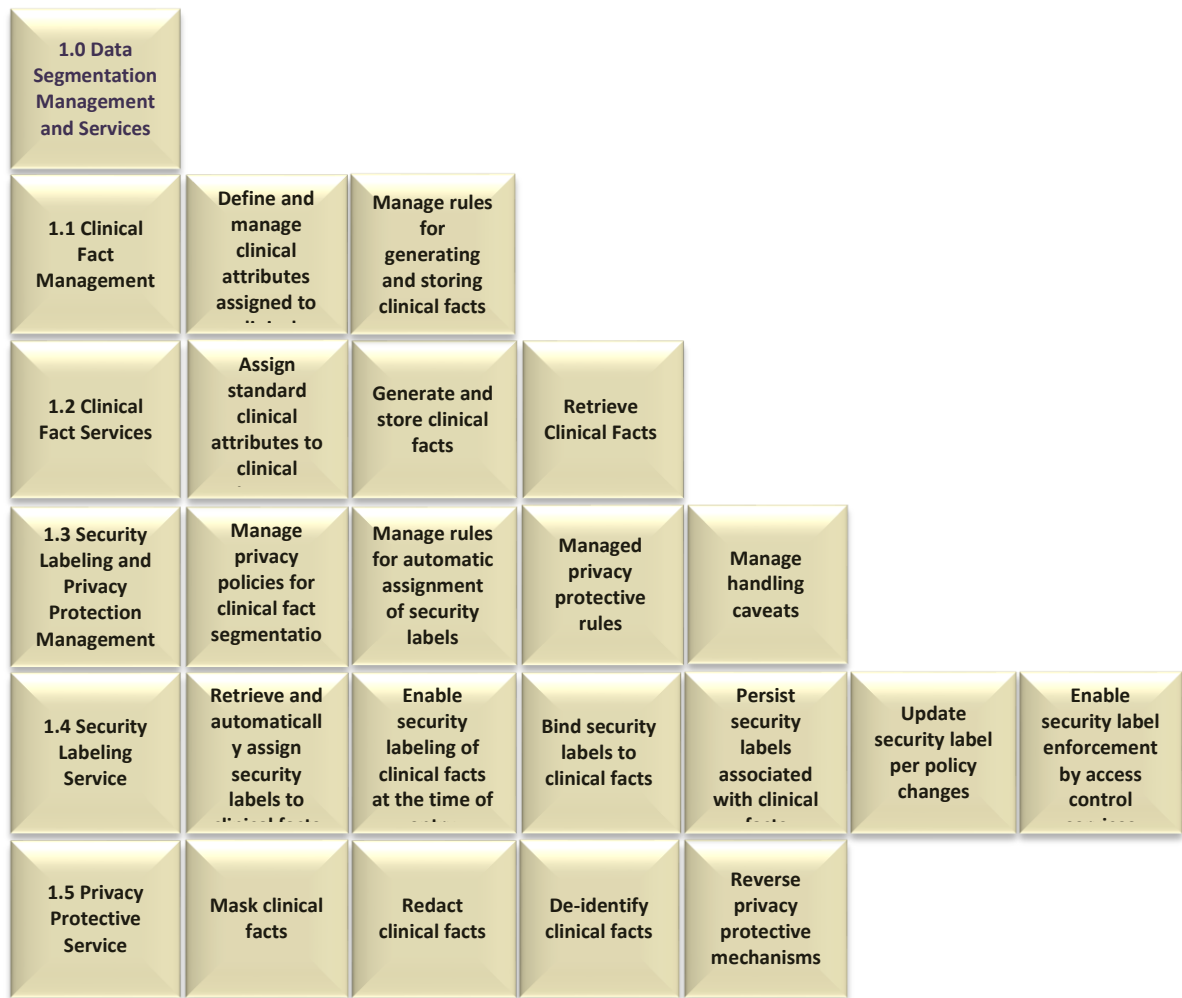 1.0 Data
Segmentation
Management
and Services
1.1 Clinical
Fact
Management
Define and
manage
clinical
attributes
assigned to
Manage rules
for
generating
and storing
clinical facts
1.2 Clinical
Fact Services
Assign
standard
clinical
attributes to
clinical
Generate and
store clinical
facts
Retrieve
Clinical Facts
1.3 Security
Labeling and
Privacy
Protection
Management
Manage
privacy
policies for
clinical fact
segmentatio
Manage rules
for automatic
assignment
of security
labels
Managed
privacy
protective
rules
Manage
handling
caveats
1.4 Security
Labeling
Service
Retrieve and
automaticall
y assign
security
labels to
clinical facts
Enable
security
labeling of
clinical facts
at the time of
Bind security
labels to
clinical facts
Persist
security
labels
associated
with clinical
facts
Update
security label
per policy
changes
Enable
security label
enforcement
by access
control
services
1.5 Privacy
Protective
Service
Mask clinical
facts
Redact
clinical facts
De-identify
clinical facts
Reverse
privacy
protective
mechanisms